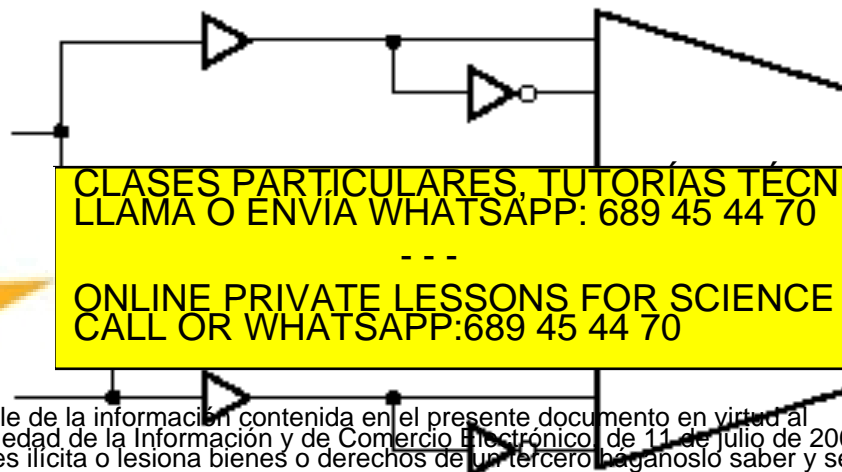 CLASES PARTICULARES, TUTORÍAS TÉCN
LLAMA O ENVÍA WHATSAPP: 689 45 44 70
- - -
ONLINE PRIVATE LESSONS FOR SCIENCE
CALL OR WHATSAPP:689 45 44 70
le de la información contenida en el presente documento en virtud al
edad de la Información y de Comercio Electrónico, de 11 de julio de 200
es ilícita o lesiona bienes o derechos de un tercero háganoslo saber y se